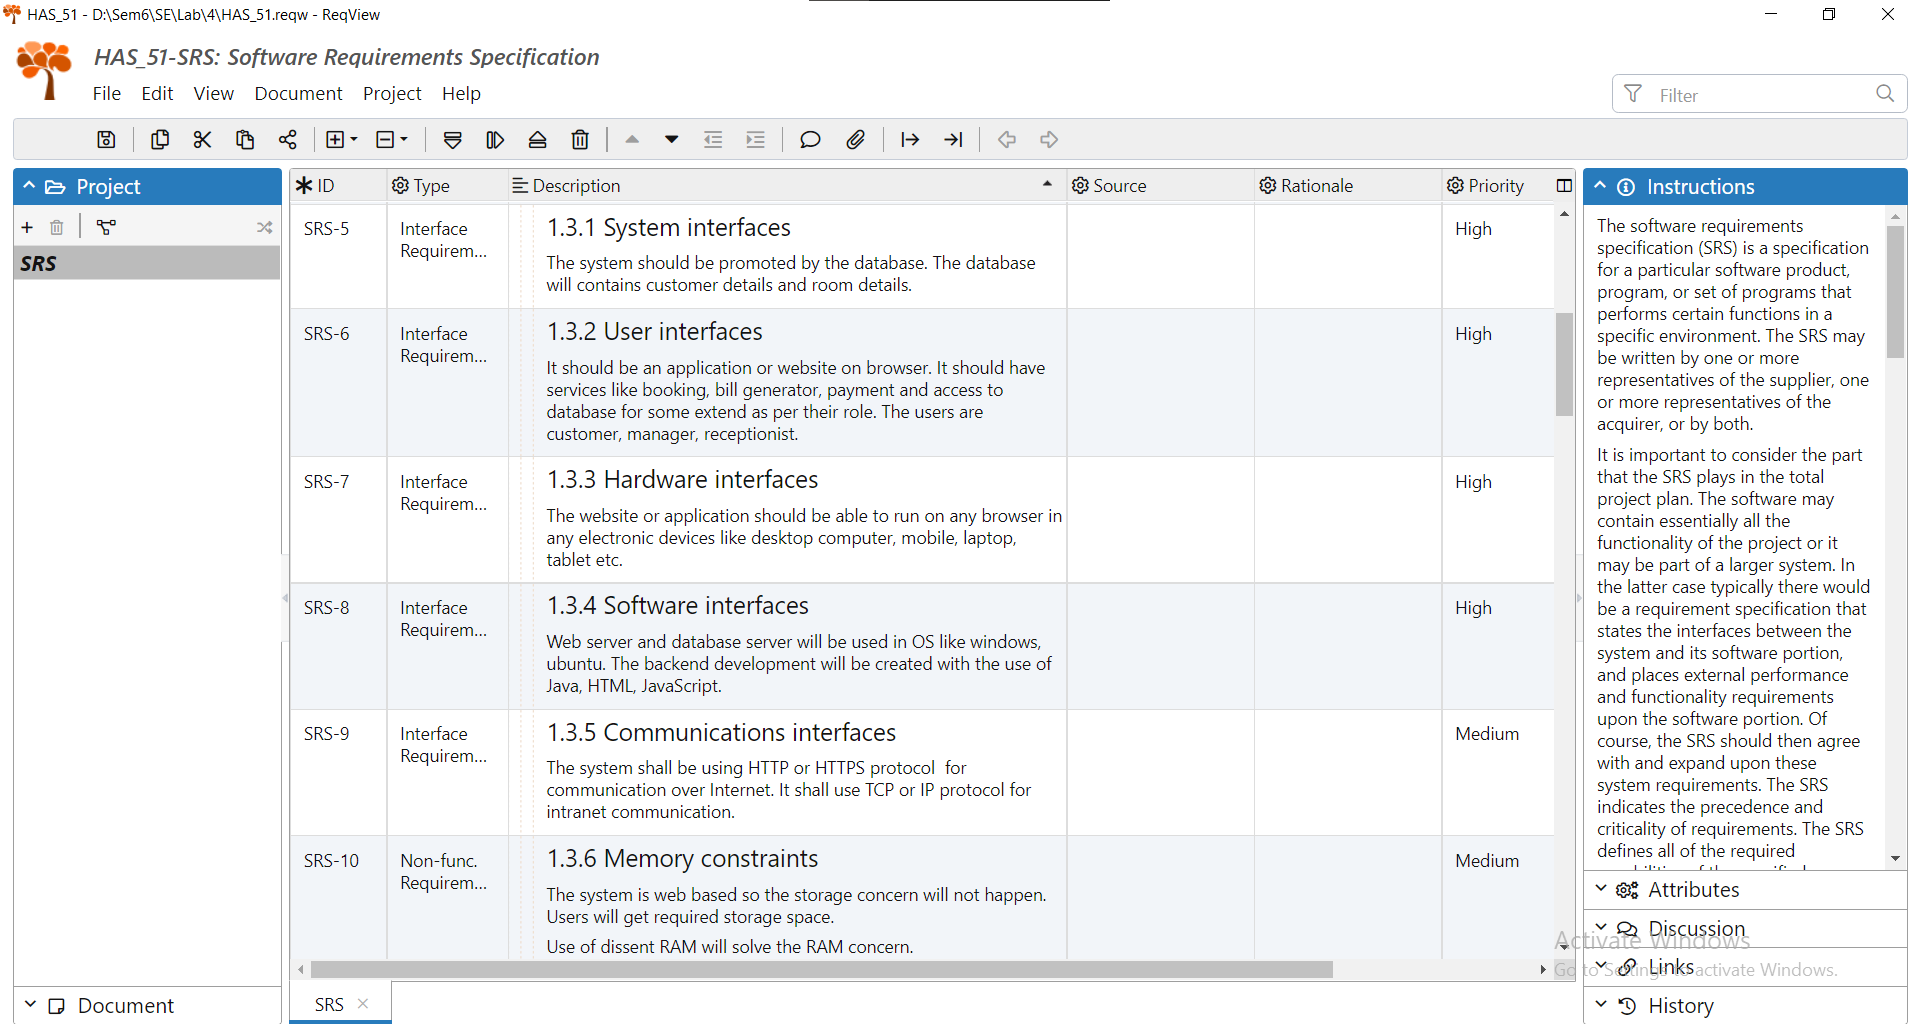 HAS_51 - D:\Sem6\SE\Lab\4\HAS_51.reqw - ReqView
HAS_51-SRS: Software Requirements Specification
File Edit View Document Project Help
Filter
Project
SRS
Document
ID Type Description Source Rationale Priority
SRS-5
Interface
Requirem...
1.3.1 System interfaces
The system should be promoted by the database. The database
will contains customer details and room details.
High
SRS-6
Interface
Requirem...
1.3.2 User interfaces
It should be an application or website on browser. It should have
services like booking, bill generator, payment and access to
database for some extend as per their role. The users are
customer, manager, receptionist.
High
SRS-7
Interface
Requirem...
1.3.3 Hardware interfaces
The website or application should be able to run on any browser in
any electronic devices like desktop computer, mobile, laptop,
tablet etc.
High
SRS-8
Interface
Requirem...
1.3.4 Software interfaces
Web server and database server will be used in OS like windows,
ubuntu. The backend development will be created with the use of
Java, HTML, JavaScript.
High
SRS-9
Interface
Requirem...
1.3.5 Communications interfaces
The system shall be using HTTP or HTTPS protocol  for
communication over Internet. It shall use TCP or IP protocol for
intranet communication.
Medium
SRS-10
Non-func.
Requirem...
1.3.6 Memory constraints
The system is web based so the storage concern will not happen.
Users will get required storage space.
Use of dissent RAM will solve the RAM concern.
Medium
SRS
Instructions
The software requirements
specification (SRS) is a specification
for a particular software product,
program, or set of programs that
performs certain functions in a
specific environment. The SRS may
be written by one or more
representatives of the supplier, one
or more representatives of the
acquirer, or by both.
It is important to consider the part
that the SRS plays in the total
project plan. The software may
contain essentially all the
functionality of the project or it
may be part of a larger system. In
the latter case typically there would
be a requirement specification that
states the interfaces between the
system and its software portion,
and places external performance
and functionality requirements
upon the software portion. Of
course, the SRS should then agree
with and expand upon these
system requirements. The SRS
indicates the precedence and
criticality of requirements. The SRS
defines all of the required
Attributes
Discussion
Links
History
Activate Windows
Go to Settings to activate Windows.